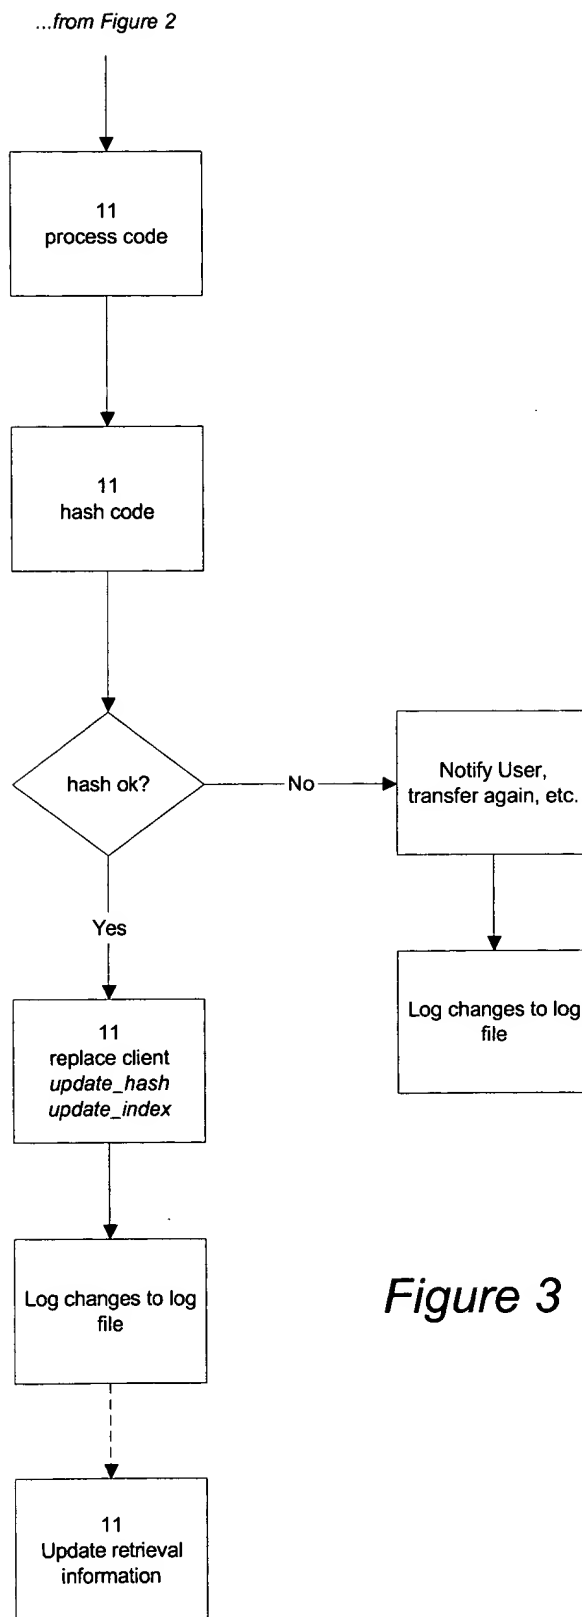 ...from Figure 2
11
process code
11
hash code
hash ok?
No
Notify User,
transfer again, etc.
Yes
Log changes to log
file
11
replace client
update_hash
update_index
Log changes to log
file
Figure 3
11
Update retrieval
information